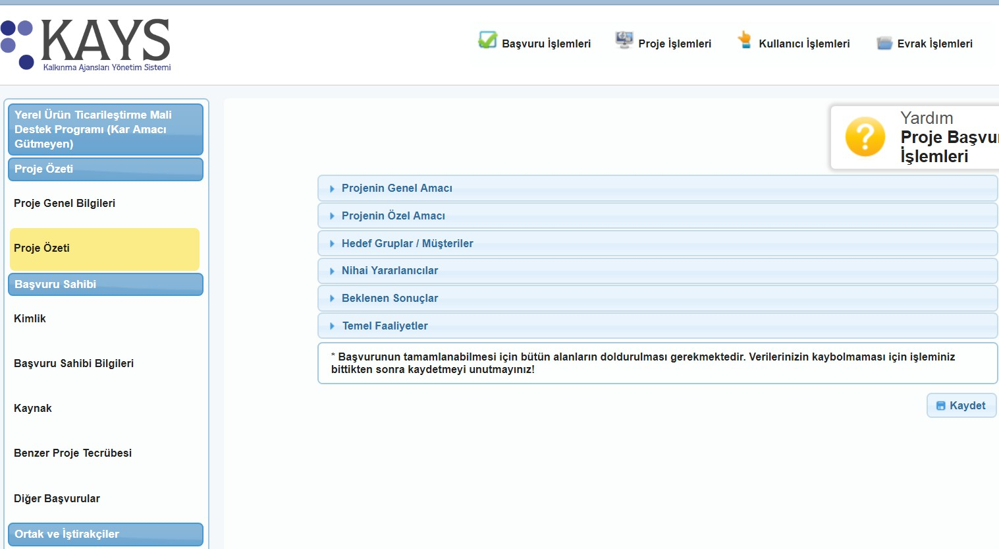 KAYS
Kalkınma Ajansları Yönetim Sistemi
Başvuru İşlemleri
Proje İşlemleri
Kullanıcı İşlemleri
Evrak İşlemleri
Yerel Ürün Ticarileştirme Mali
Destek Programı (Kar Amacı
Gütmeyen)
Proje Özeti
Proje Genel Bilgileri
Proje Özeti
Başvuru Sahibi
Kimlik
Başvuru Sahibi Bilgileri
Kaynak
Benzer Proje Tecrübesi
Diğer Başvurular
Ortak ve İştirakçiler
?
Yardım
Proje Başvu
İşlemleri
Projenin Genel Amacı
Projenin Özel Amacı
Hedef Gruplar / Müşteriler
Nihai Yararlanıcılar
Beklenen Sonuçlar
Temel Faaliyetler
* Başvurunun tamamlanabilmesi için bütün alanların doldurulması gerekmektedir. Verilerinizin kaybolmaması için işleminiz
bittikten sonra kaydetmeyi unutmayınız!
Kaydet